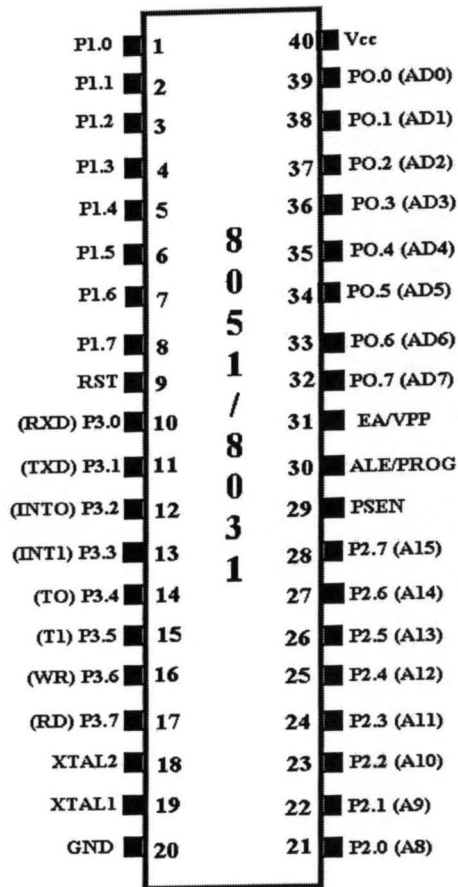 P1.0 1
P1.1 2
P1.2 3
P1.3 4
P1.4 5
P1.5 6
P1.6 7
P1.7 8
RST 9
(RXD) P3.0 10
(TXD) P3.1 11
(INTO) P3.2 12
(INT1) P3.3 13
(TO) P3.4 14
(T1) P3.5 15
(WR) P3.6 16
(RD) P3.7 17
XTAL2 18
XTAL1 19
GND 20
8051/8031
40 Vcc
39 PO.0 (AD0)
38 PO.1 (AD1)
37 PO.2 (AD2)
36 PO.3 (AD3)
35 PO.4 (AD4)
34 PO.5 (AD5)
33 PO.6 (AD6)
32 PO.7 (AD7)
31 EA/VPP
30 ALE/PROG
29 PSEN
28 P2.7 (A15)
27 P2.6 (A14)
26 P2.5 (A13)
25 P2.4 (A12)
24 P2.3 (A11)
23 P2.2 (A10)
22 P2.1 (A9)
21 P2.0 (A8)